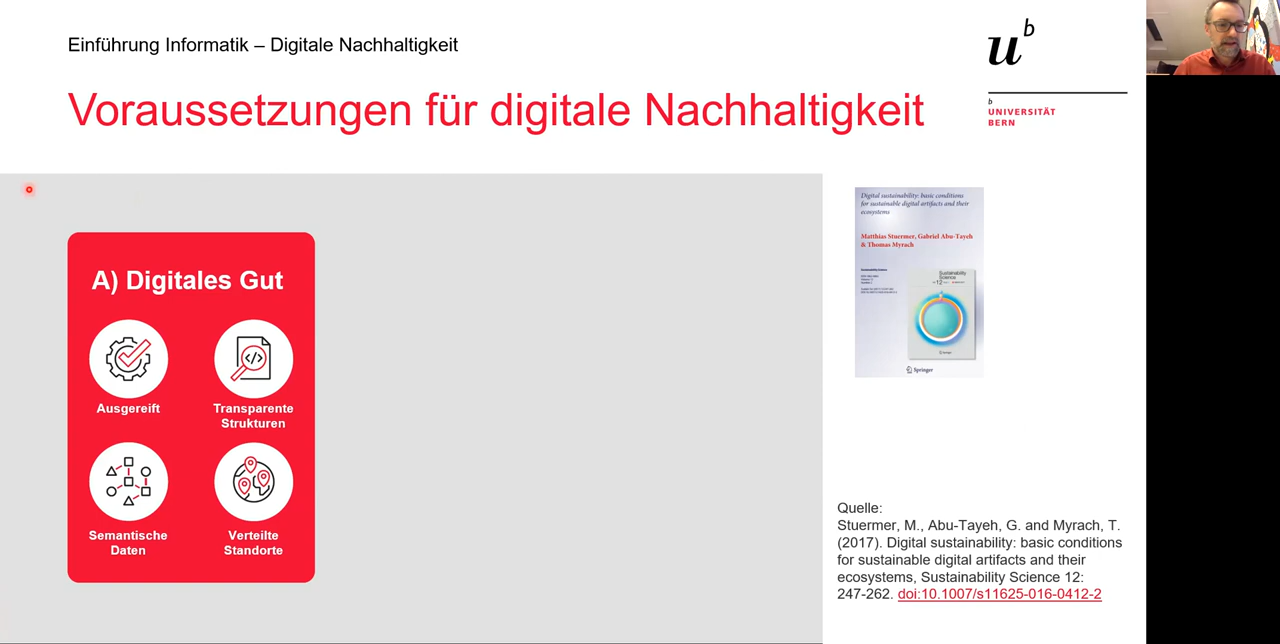 Einführung Informatik – Digitale Nachhaltigkeit
Voraussetzungen für digitale Nachhaltigkeit
u^b
b
UNIVERSITÄT
BERN
A) Digitales Gut
Ausgereift
Transparente
Strukturen
Semantische
Daten
Verteilte
Standorte
Digital sustainability: basic conditions
for sustainable digital artifacts and their
ecosystems
Matthias Stuermer, Gabriel Abu-Tayeh
& Thomas Myrach
Sustainability
Science
Springer
Quelle:
Stuermer, M., Abu-Tayeh, G. and Myrach, T.
(2017). Digital sustainability: basic conditions
for sustainable digital artifacts and their
ecosystems, Sustainability Science 12:
247-262. doi:10.1007/s11625-016-0412-2